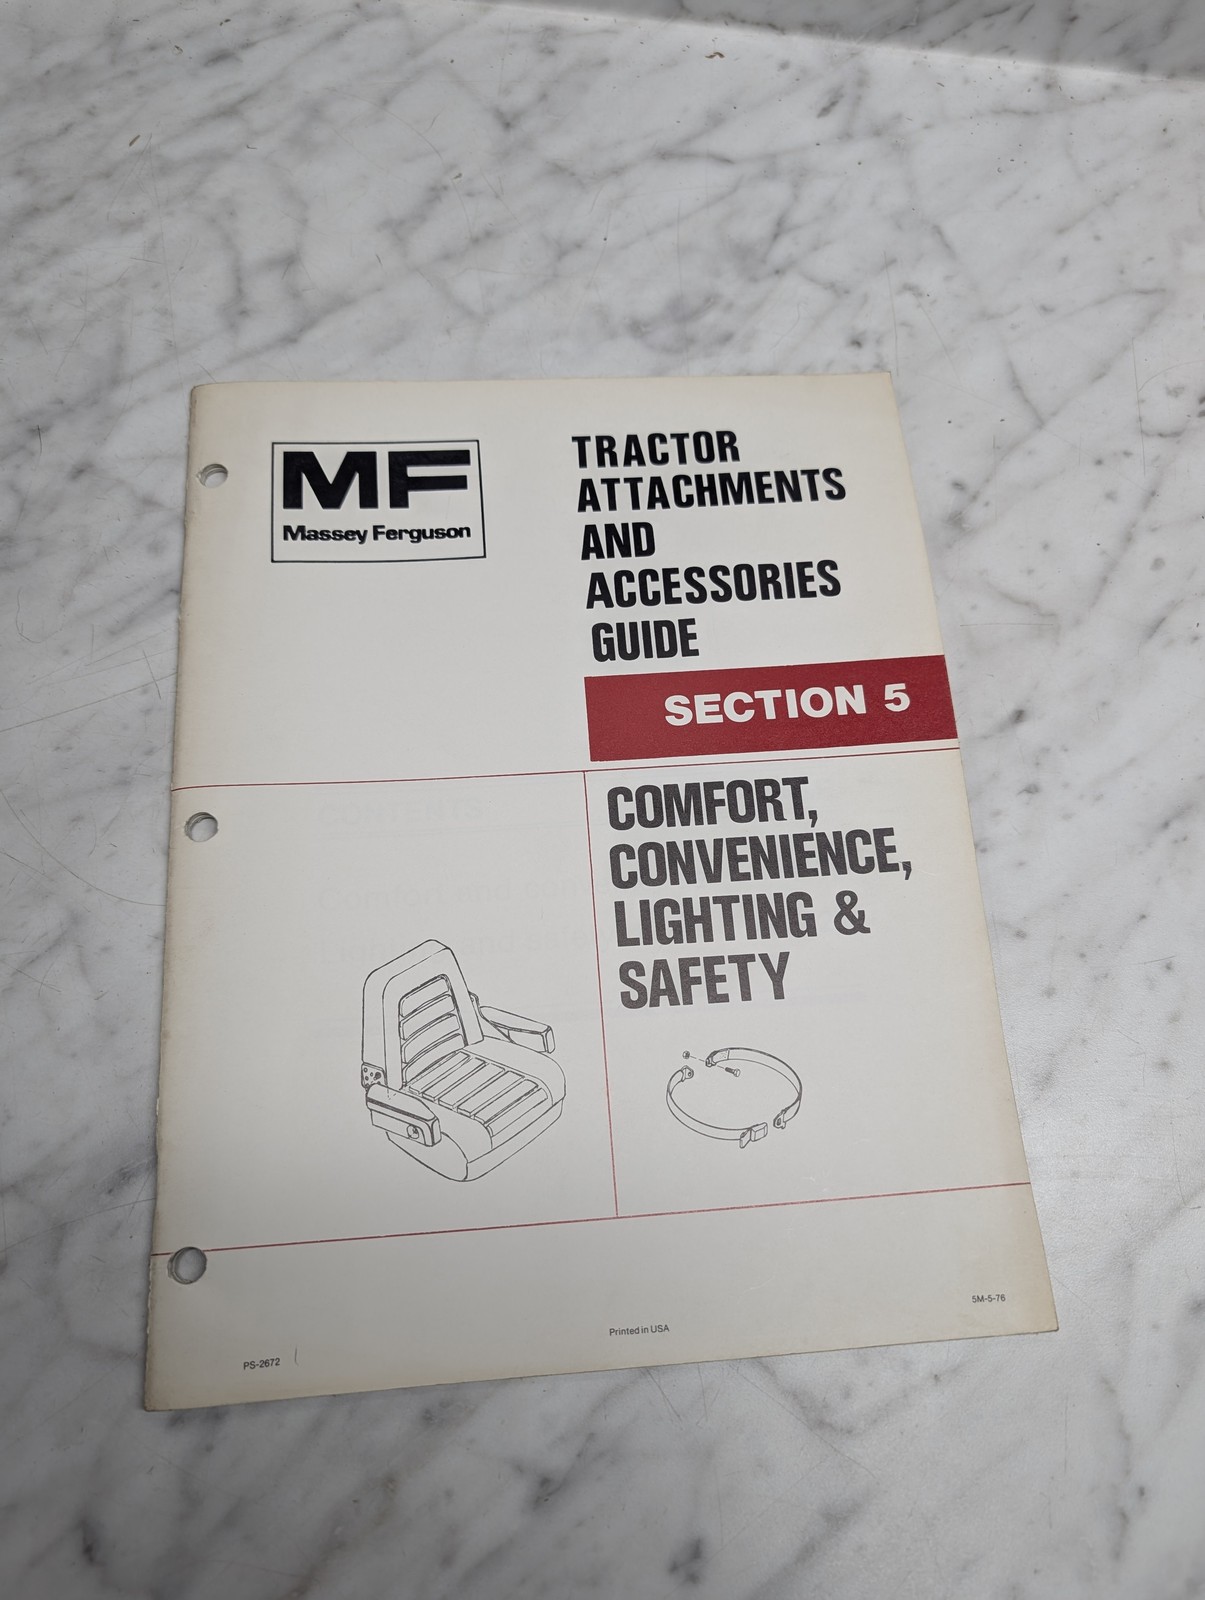 MF
Massey Ferguson
TRACTOR
ATTACHMENTS
AND
ACCESSORIES
GUIDE
SECTION 5
COMFORT,
CONVENIENCE,
LIGHTING &
SAFETY
5M-5-76
Printed in USA
PS-2672